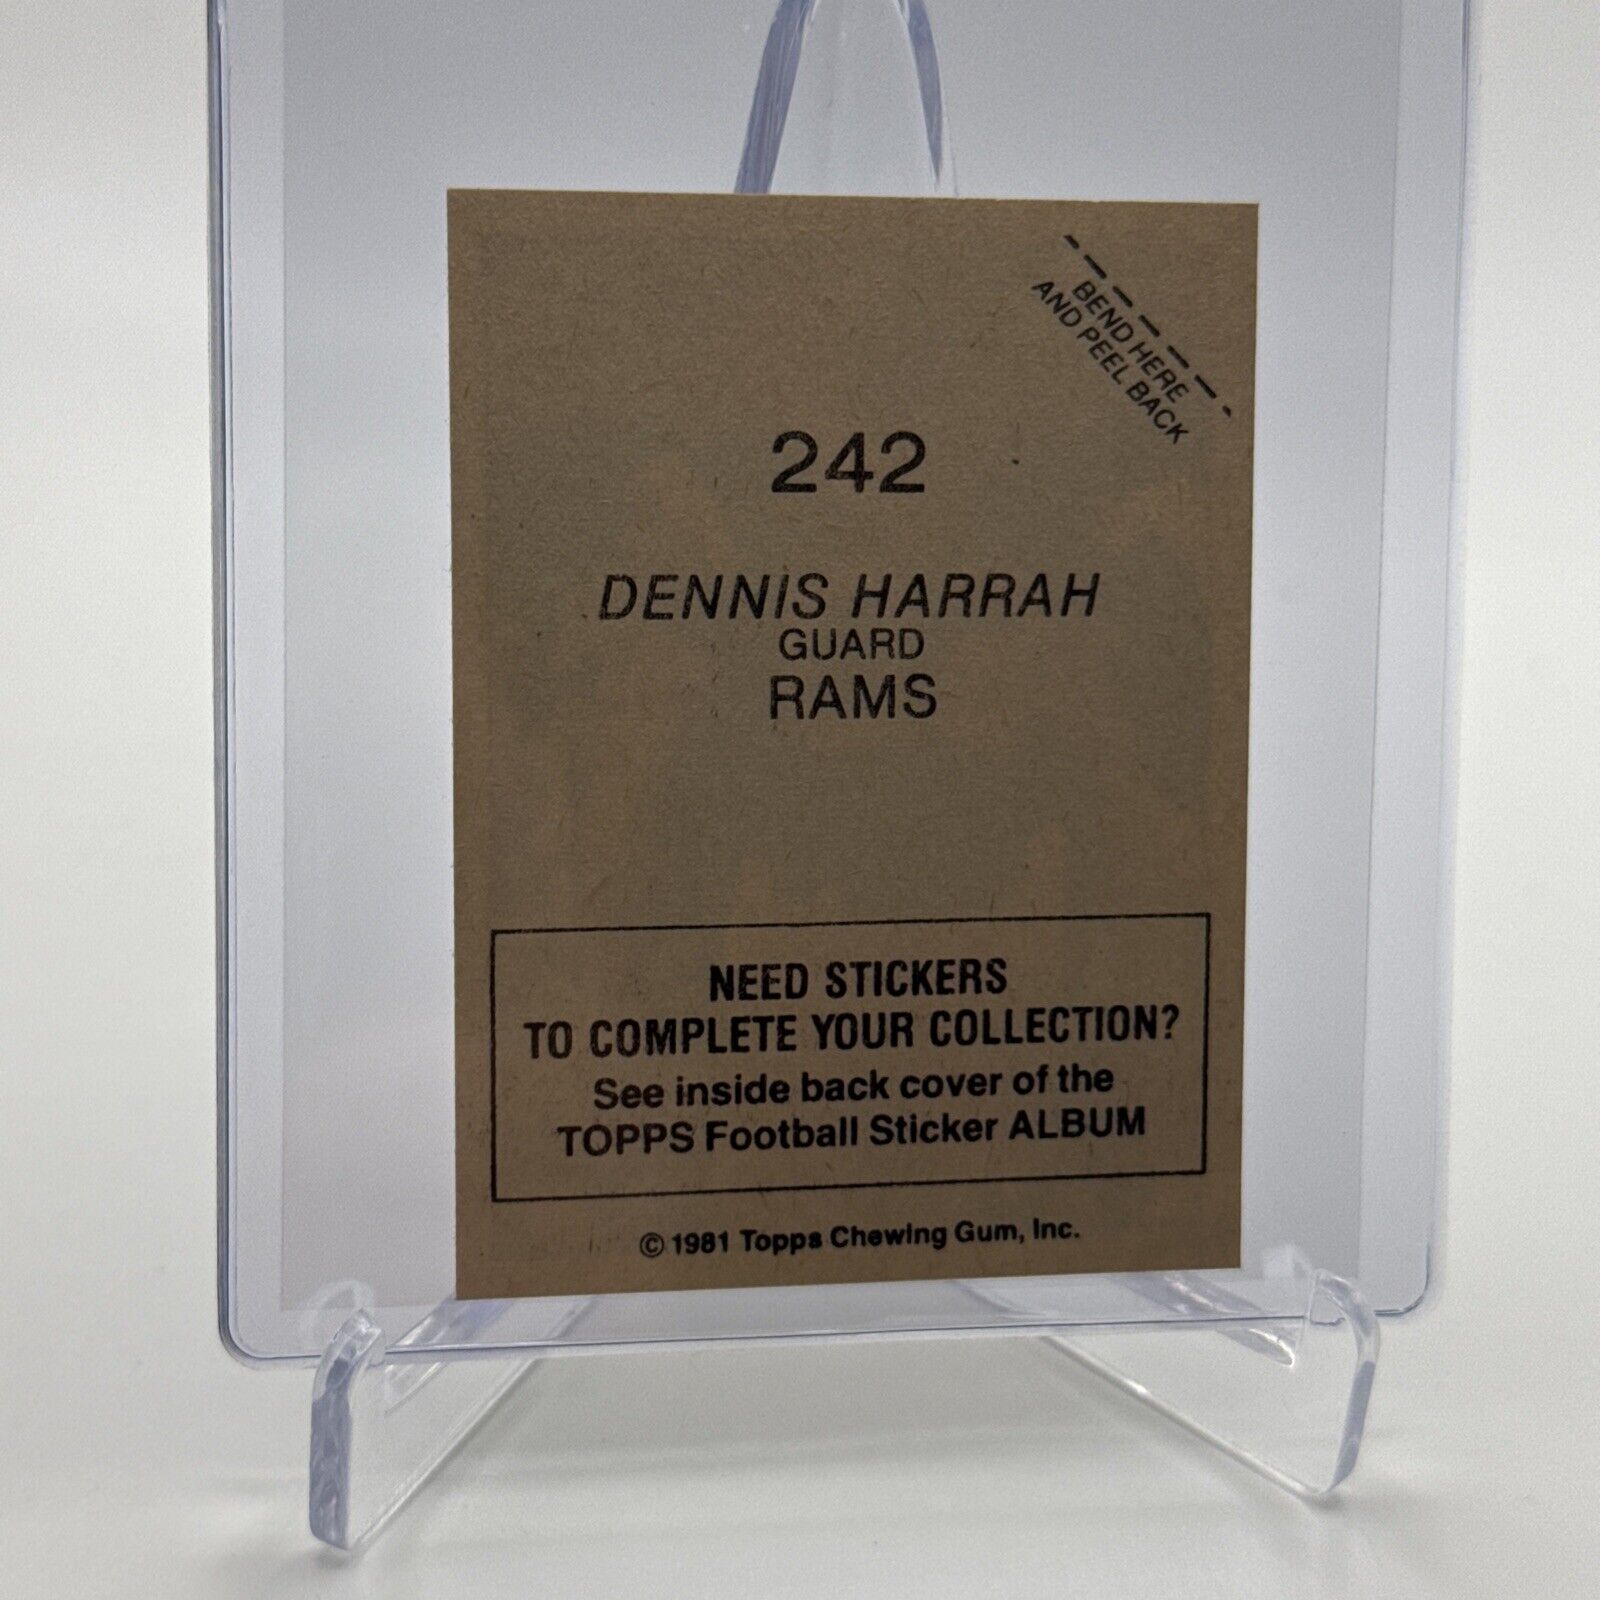 BEND HERE
AND PEEL BACK
242
DENNIS HARRAH
GUARD
RAMS
NEED STICKERS
TO COMPLETE YOUR COLLECTION?
See inside back cover of the
TOPPS Football Sticker ALBUM
© 1981 Topps Chewing Gum, Inc.